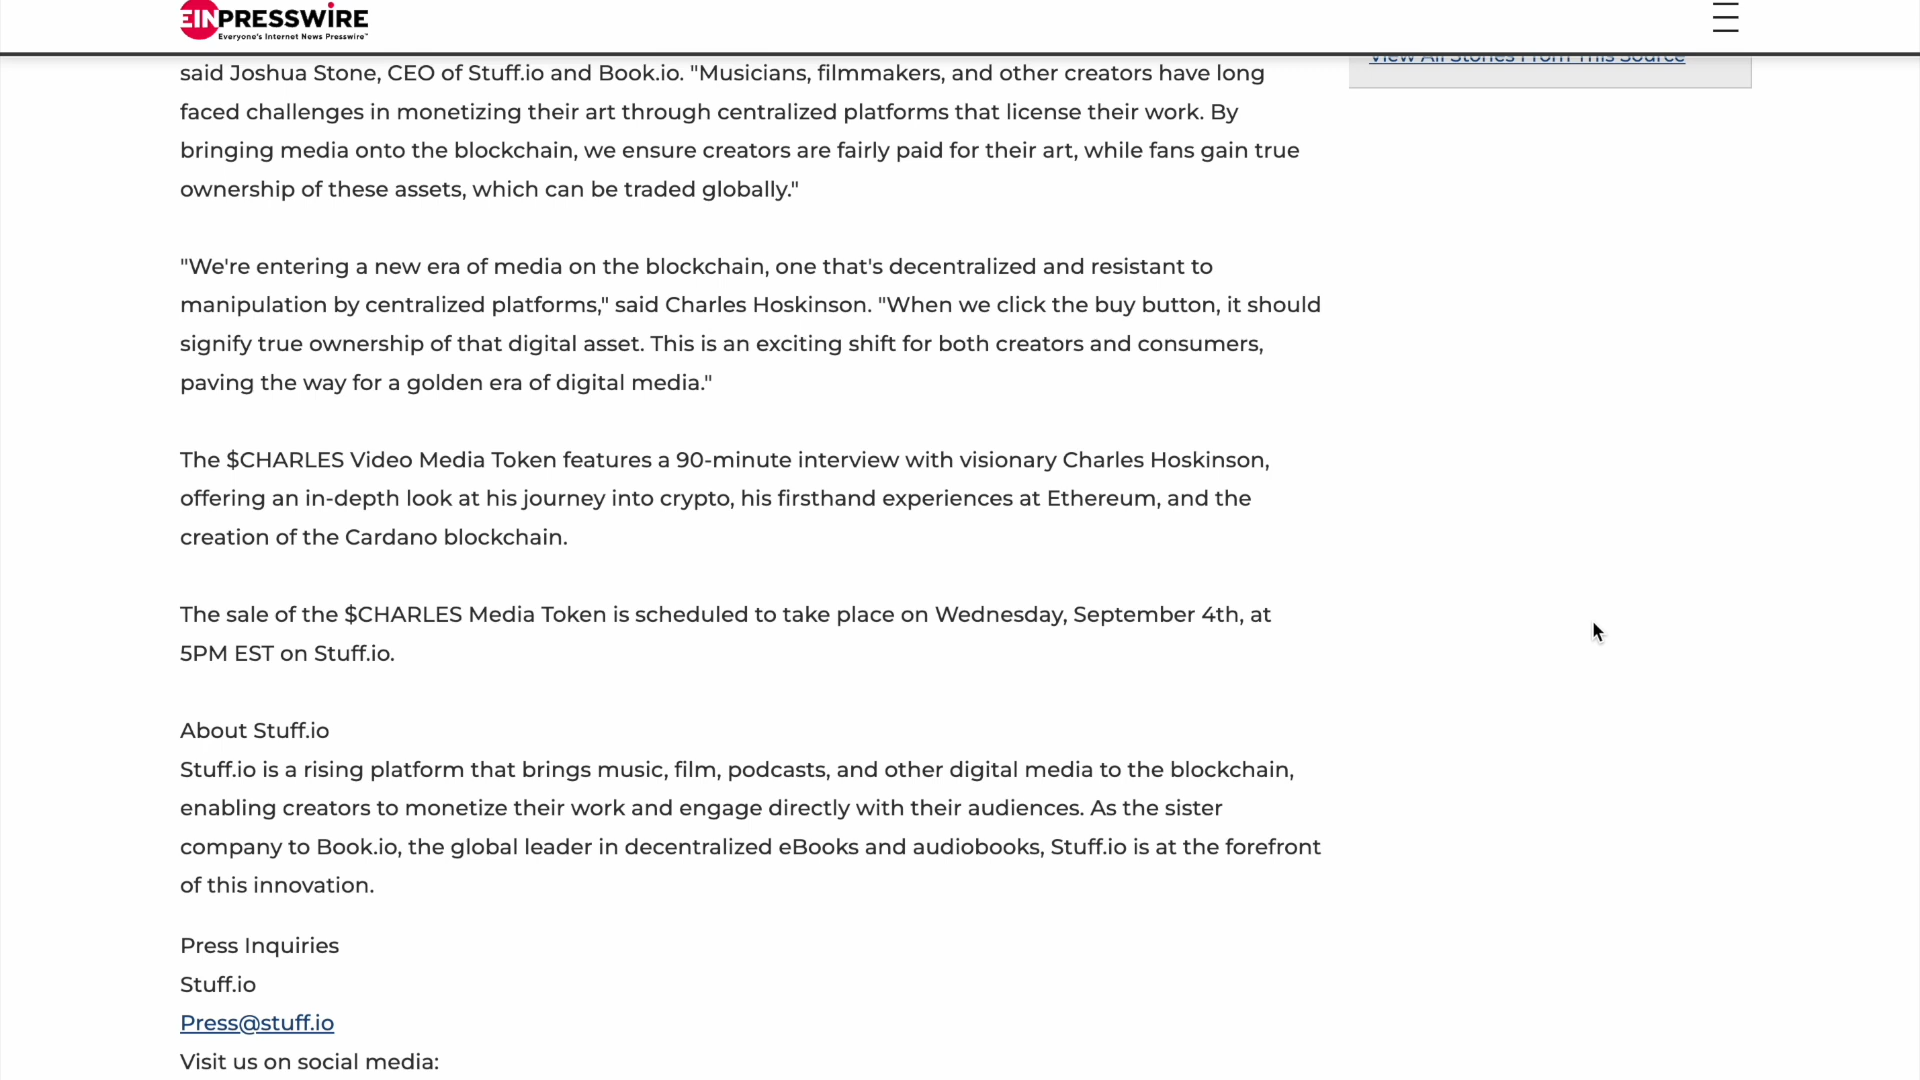 EINPRESSWIRE
Everyone's Internet News Presswire™
View All Stories From This Source
said Joshua Stone, CEO of Stuff.io and Book.io. "Musicians, filmmakers, and other creators have long
faced challenges in monetizing their art through centralized platforms that license their work. By
bringing media onto the blockchain, we ensure creators are fairly paid for their art, while fans gain true
ownership of these assets, which can be traded globally."
"We're entering a new era of media on the blockchain, one that's decentralized and resistant to
manipulation by centralized platforms," said Charles Hoskinson. "When we click the buy button, it should
signify true ownership of that digital asset. This is an exciting shift for both creators and consumers,
paving the way for a golden era of digital media."
The $CHARLES Video Media Token features a 90-minute interview with visionary Charles Hoskinson,
offering an in-depth look at his journey into crypto, his firsthand experiences at Ethereum, and the
creation of the Cardano blockchain.
The sale of the $CHARLES Media Token is scheduled to take place on Wednesday, September 4th, at
5PM EST on Stuff.io.
About Stuff.io
Stuff.io is a rising platform that brings music, film, podcasts, and other digital media to the blockchain,
enabling creators to monetize their work and engage directly with their audiences. As the sister
company to Book.io, the global leader in decentralized eBooks and audiobooks, Stuff.io is at the forefront
of this innovation.
Press Inquiries
Stuff.io
Press@stuff.io
Visit us on social media: